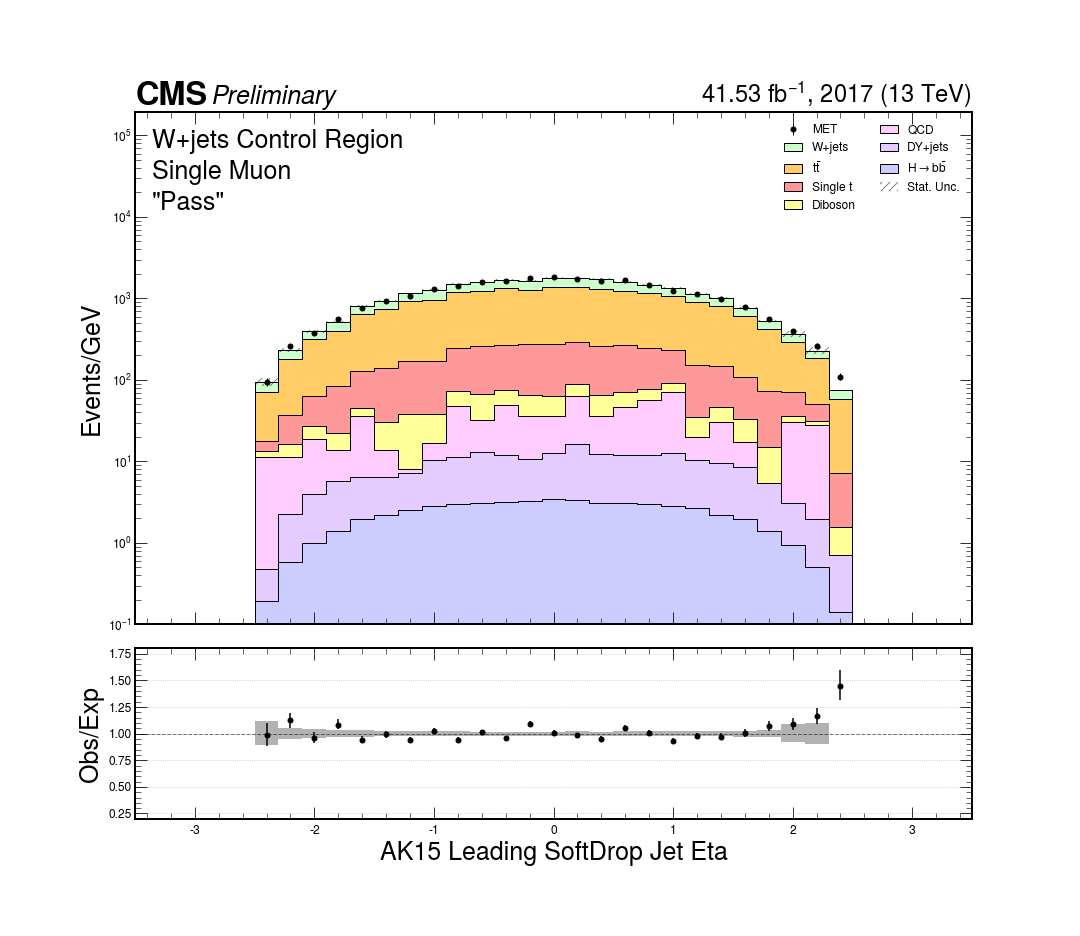 CMS Preliminary
41.53 fb⁻¹, 2017 (13 TeV)
W+jets Control Region
Single Muon
"Pass"
MET
W+jets
tt̄
Single t
Diboson
QCD
DY+jets
H→bb̄
Stat. Unc.
Events/GeV
10⁵
10⁴
10³
10²
10¹
10⁰
10⁻¹
Obs/Exp
1.75
1.50
1.25
1.00
0.75
0.50
0.25
-3 -2 -1 0 1 2 3
AK15 Leading SoftDrop Jet Eta